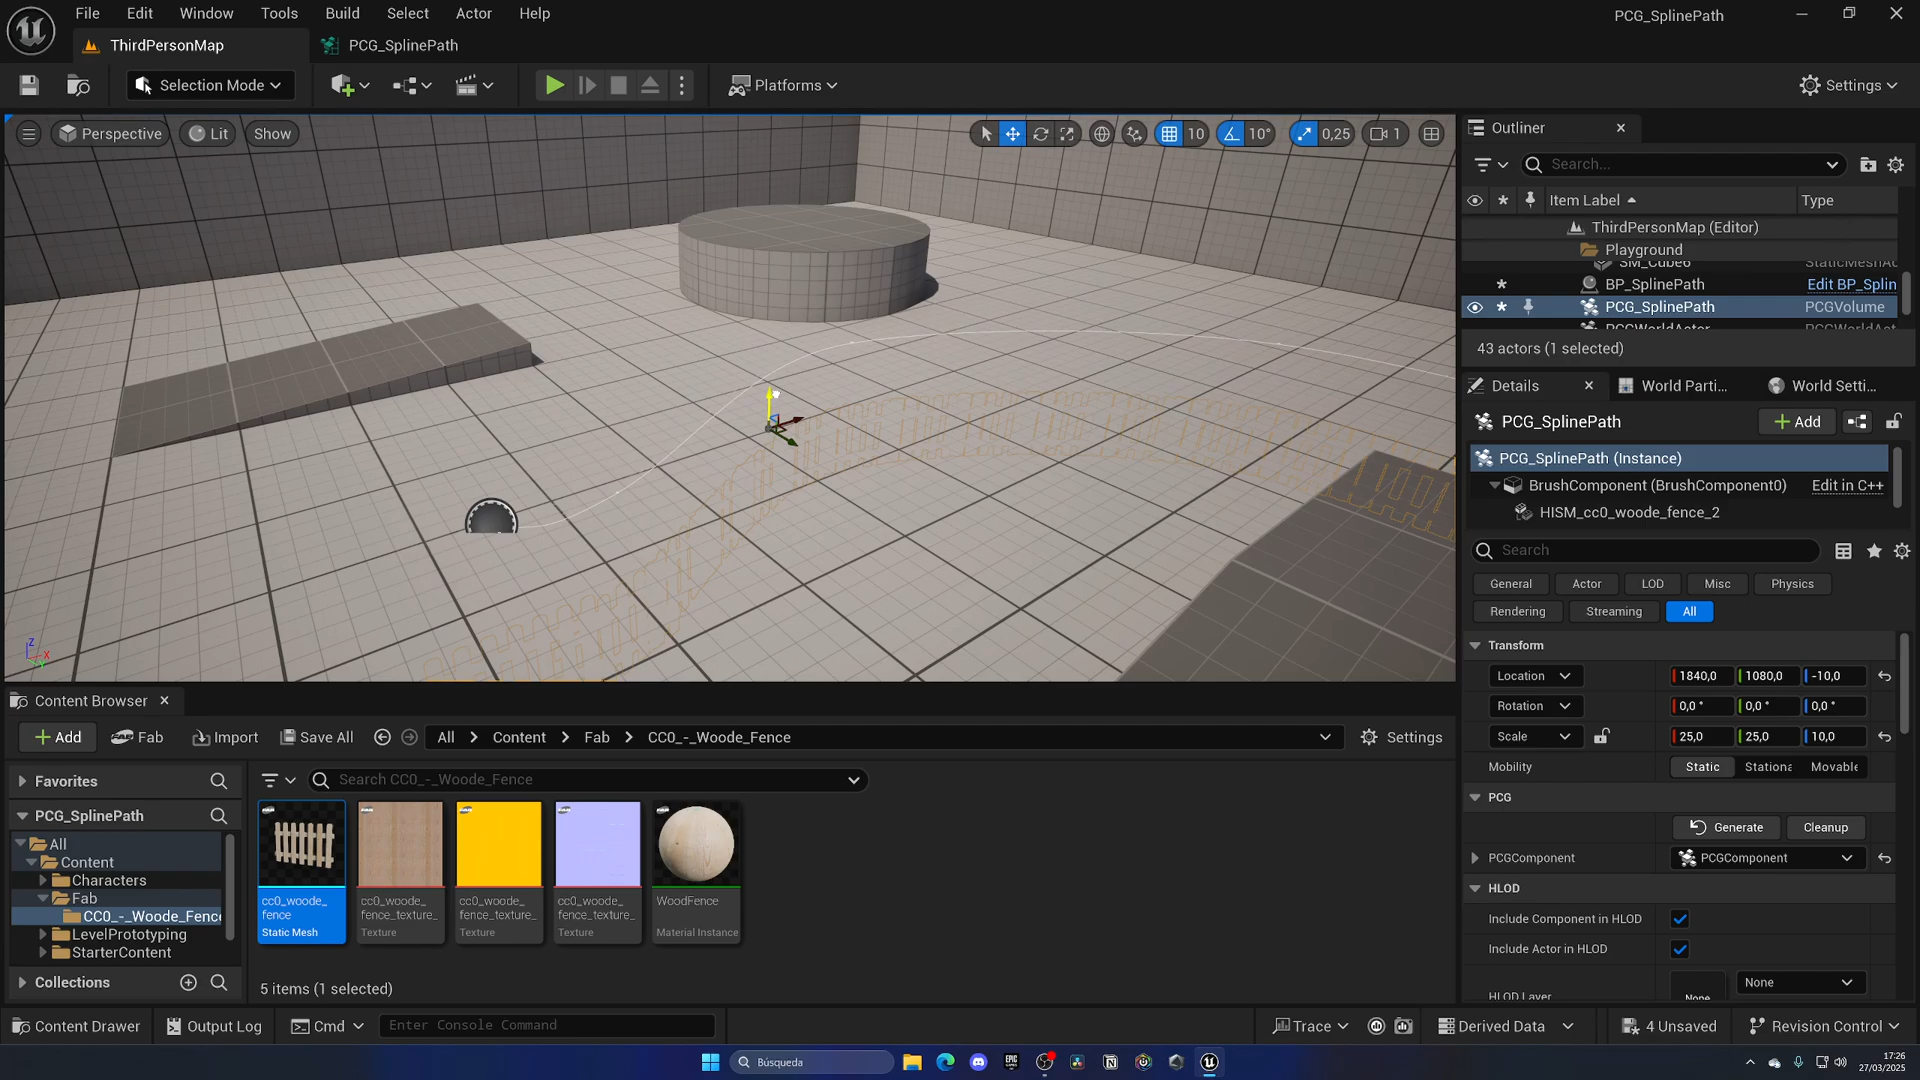 File Edit Window Tools Build Select Actor Help
PCG_SplinePath
ThirdPersonMap
PCG_SplinePath
Selection Mode
Platforms
Settings
Perspective
Lit
Show
10
10°
0,25
1
Outliner
Search...
Item Label
Type
ThirdPersonMap (Editor)
Playground
SM_Cube6
StaticMeshAc
BP_SplinePath
Edit BP_Splin
PCG_SplinePath
PCGVolume
PCGWorldActor
PCGWorldAct
43 actors (1 selected)
Details
World Parti...
World Setti...
PCG_SplinePath
Add
PCG_SplinePath (Instance)
BrushComponent (BrushComponent0)
Edit in C++
HISM_cc0_woode_fence_2
Search
General
Actor
LOD
Misc
Physics
Rendering
Streaming
All
Transform
Location
1840,0
1080,0
-10,0
Rotation
0,0 °
0,0 °
0,0 °
Scale
25,0
25,0
10,0
Mobility
Static
Stationa
Movable
PCG
Generate
Cleanup
PCGComponent
PCGComponent
HLOD
Include Component in HLOD
Include Actor in HLOD
HLOD Layer
None
None
Z
X
Y
Content Browser
Add
Fab
Import
Save All
All
Content
Fab
CC0_-_Woode_Fence
Settings
Favorites
Search CC0_-_Woode_Fence
PCG_SplinePath
All
Content
Characters
Fab
CC0_-_Woode_Fence
LevelPrototyping
StarterContent
Collections
cc0_woode_
fence
Static Mesh
cc0_woode_
fence_texture_
Texture
cc0_woode_
fence_texture_
Texture
cc0_woode_
fence_texture_
Texture
WoodFence
Material Instance
5 items (1 selected)
Content Drawer
Output Log
Cmd
Enter Console Command
Trace
Derived Data
4 Unsaved
Revision Control
Búsqueda
EPIC
17:26
27/03/2025